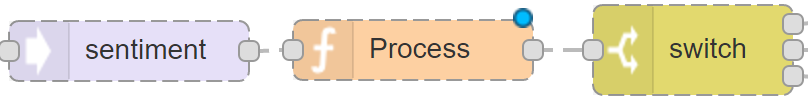 sentiment
Process
switch